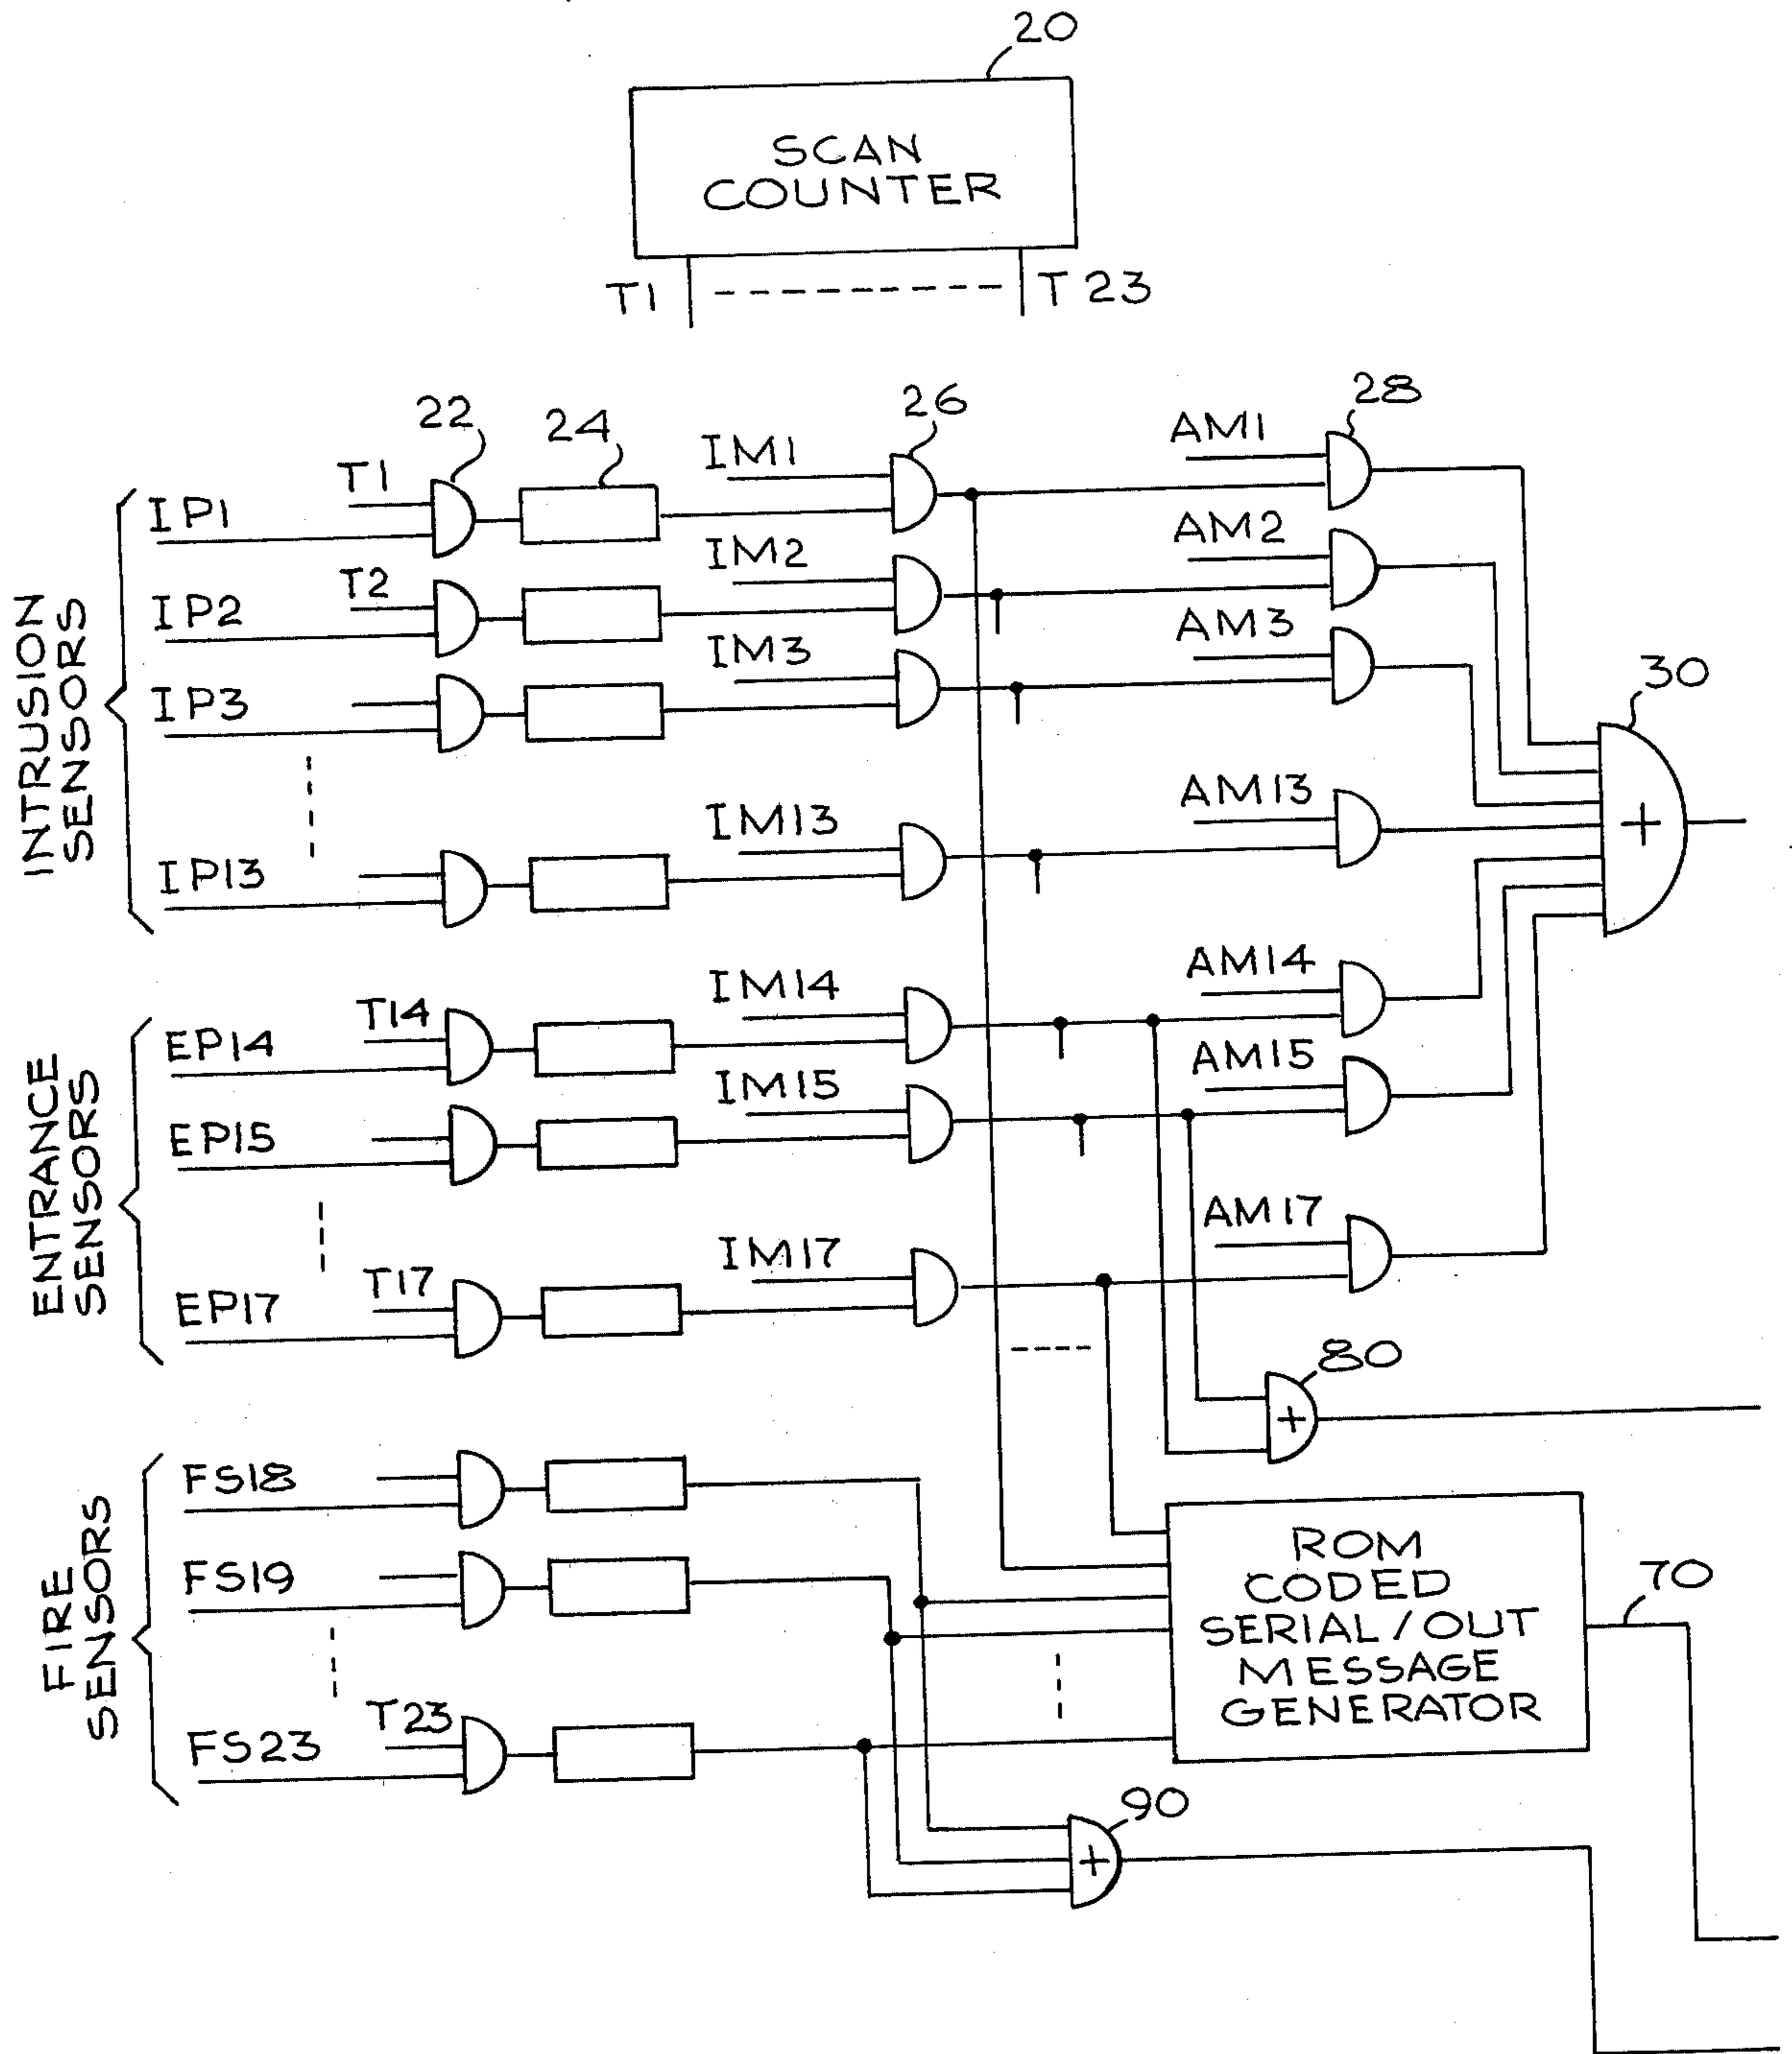 20
SCAN
COUNTER
T1
T23
22
24
26
28
INTRUSION
SENSORS
IP1
T1
IM1
AM1
IP2
T2
IM2
AM2
IP3
IM3
AM3
30
+
IP13
IM13
AM13
ENTRANCE
SENSORS
EP14
T14
IM14
AM14
EP15
IM15
AM15
EP17
T17
IM17
AM17
80
+
FIRE
SENSORS
FS18
FS19
FS23
T23
ROM
CODED
SERIAL/OUT
MESSAGE
GENERATOR
70
90
+